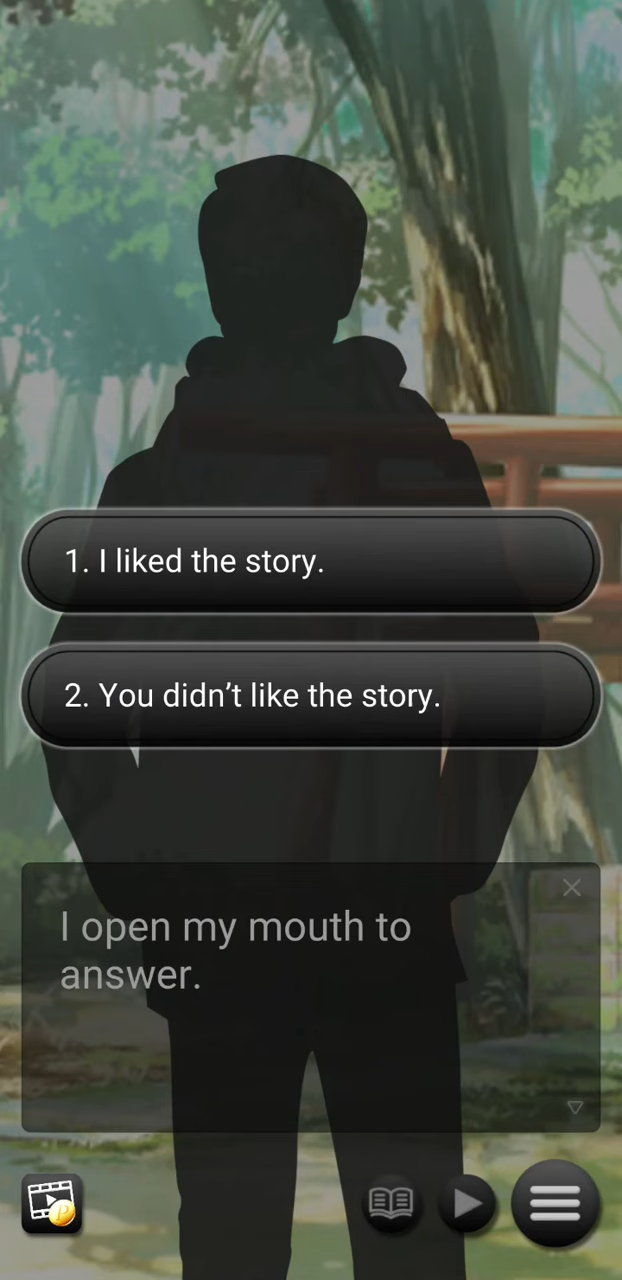 1. I liked the story.
2. You didn’t like the story.
I open my mouth to
answer.
P